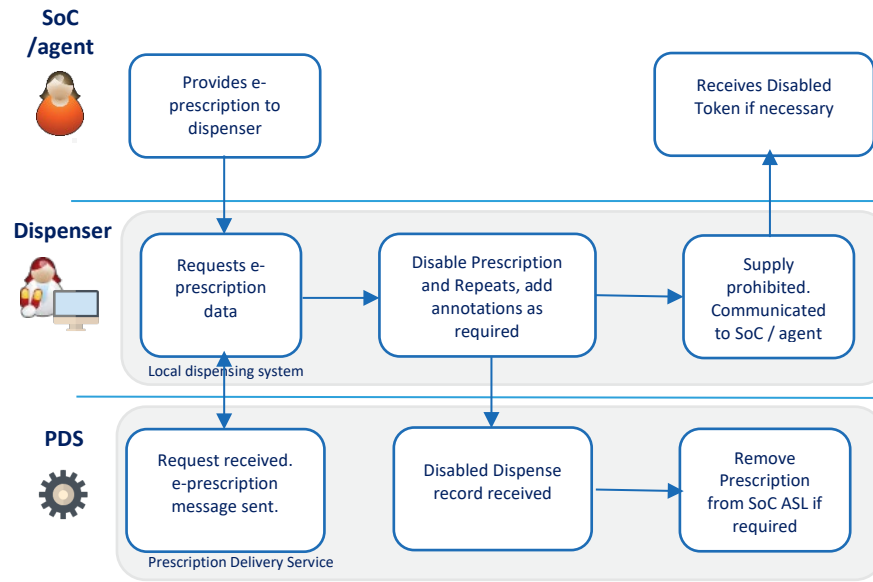 SoC
/agent
Provides e-
prescription to
dispenser
Receives Disabled
Token if necessary
Dispenser
Requests e-
prescription
data
Disable Prescription
and Repeats, add
annotations as
required
Supply
prohibited.
Communicated
to SoC / agent
Local dispensing system
PDS
Request received.
e-prescription
message sent.
Disabled Dispense
record received
Remove
Prescription
from SoC ASL if
required
Prescription Delivery Service